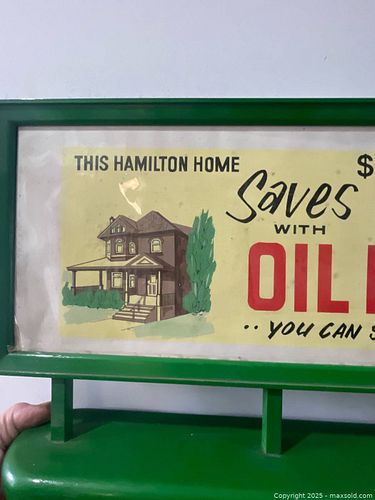 THIS HAMILTON HOME
$
Saves
WITH
OIL
.. YOU CAN
Copyright © 2025 - maxsold.com